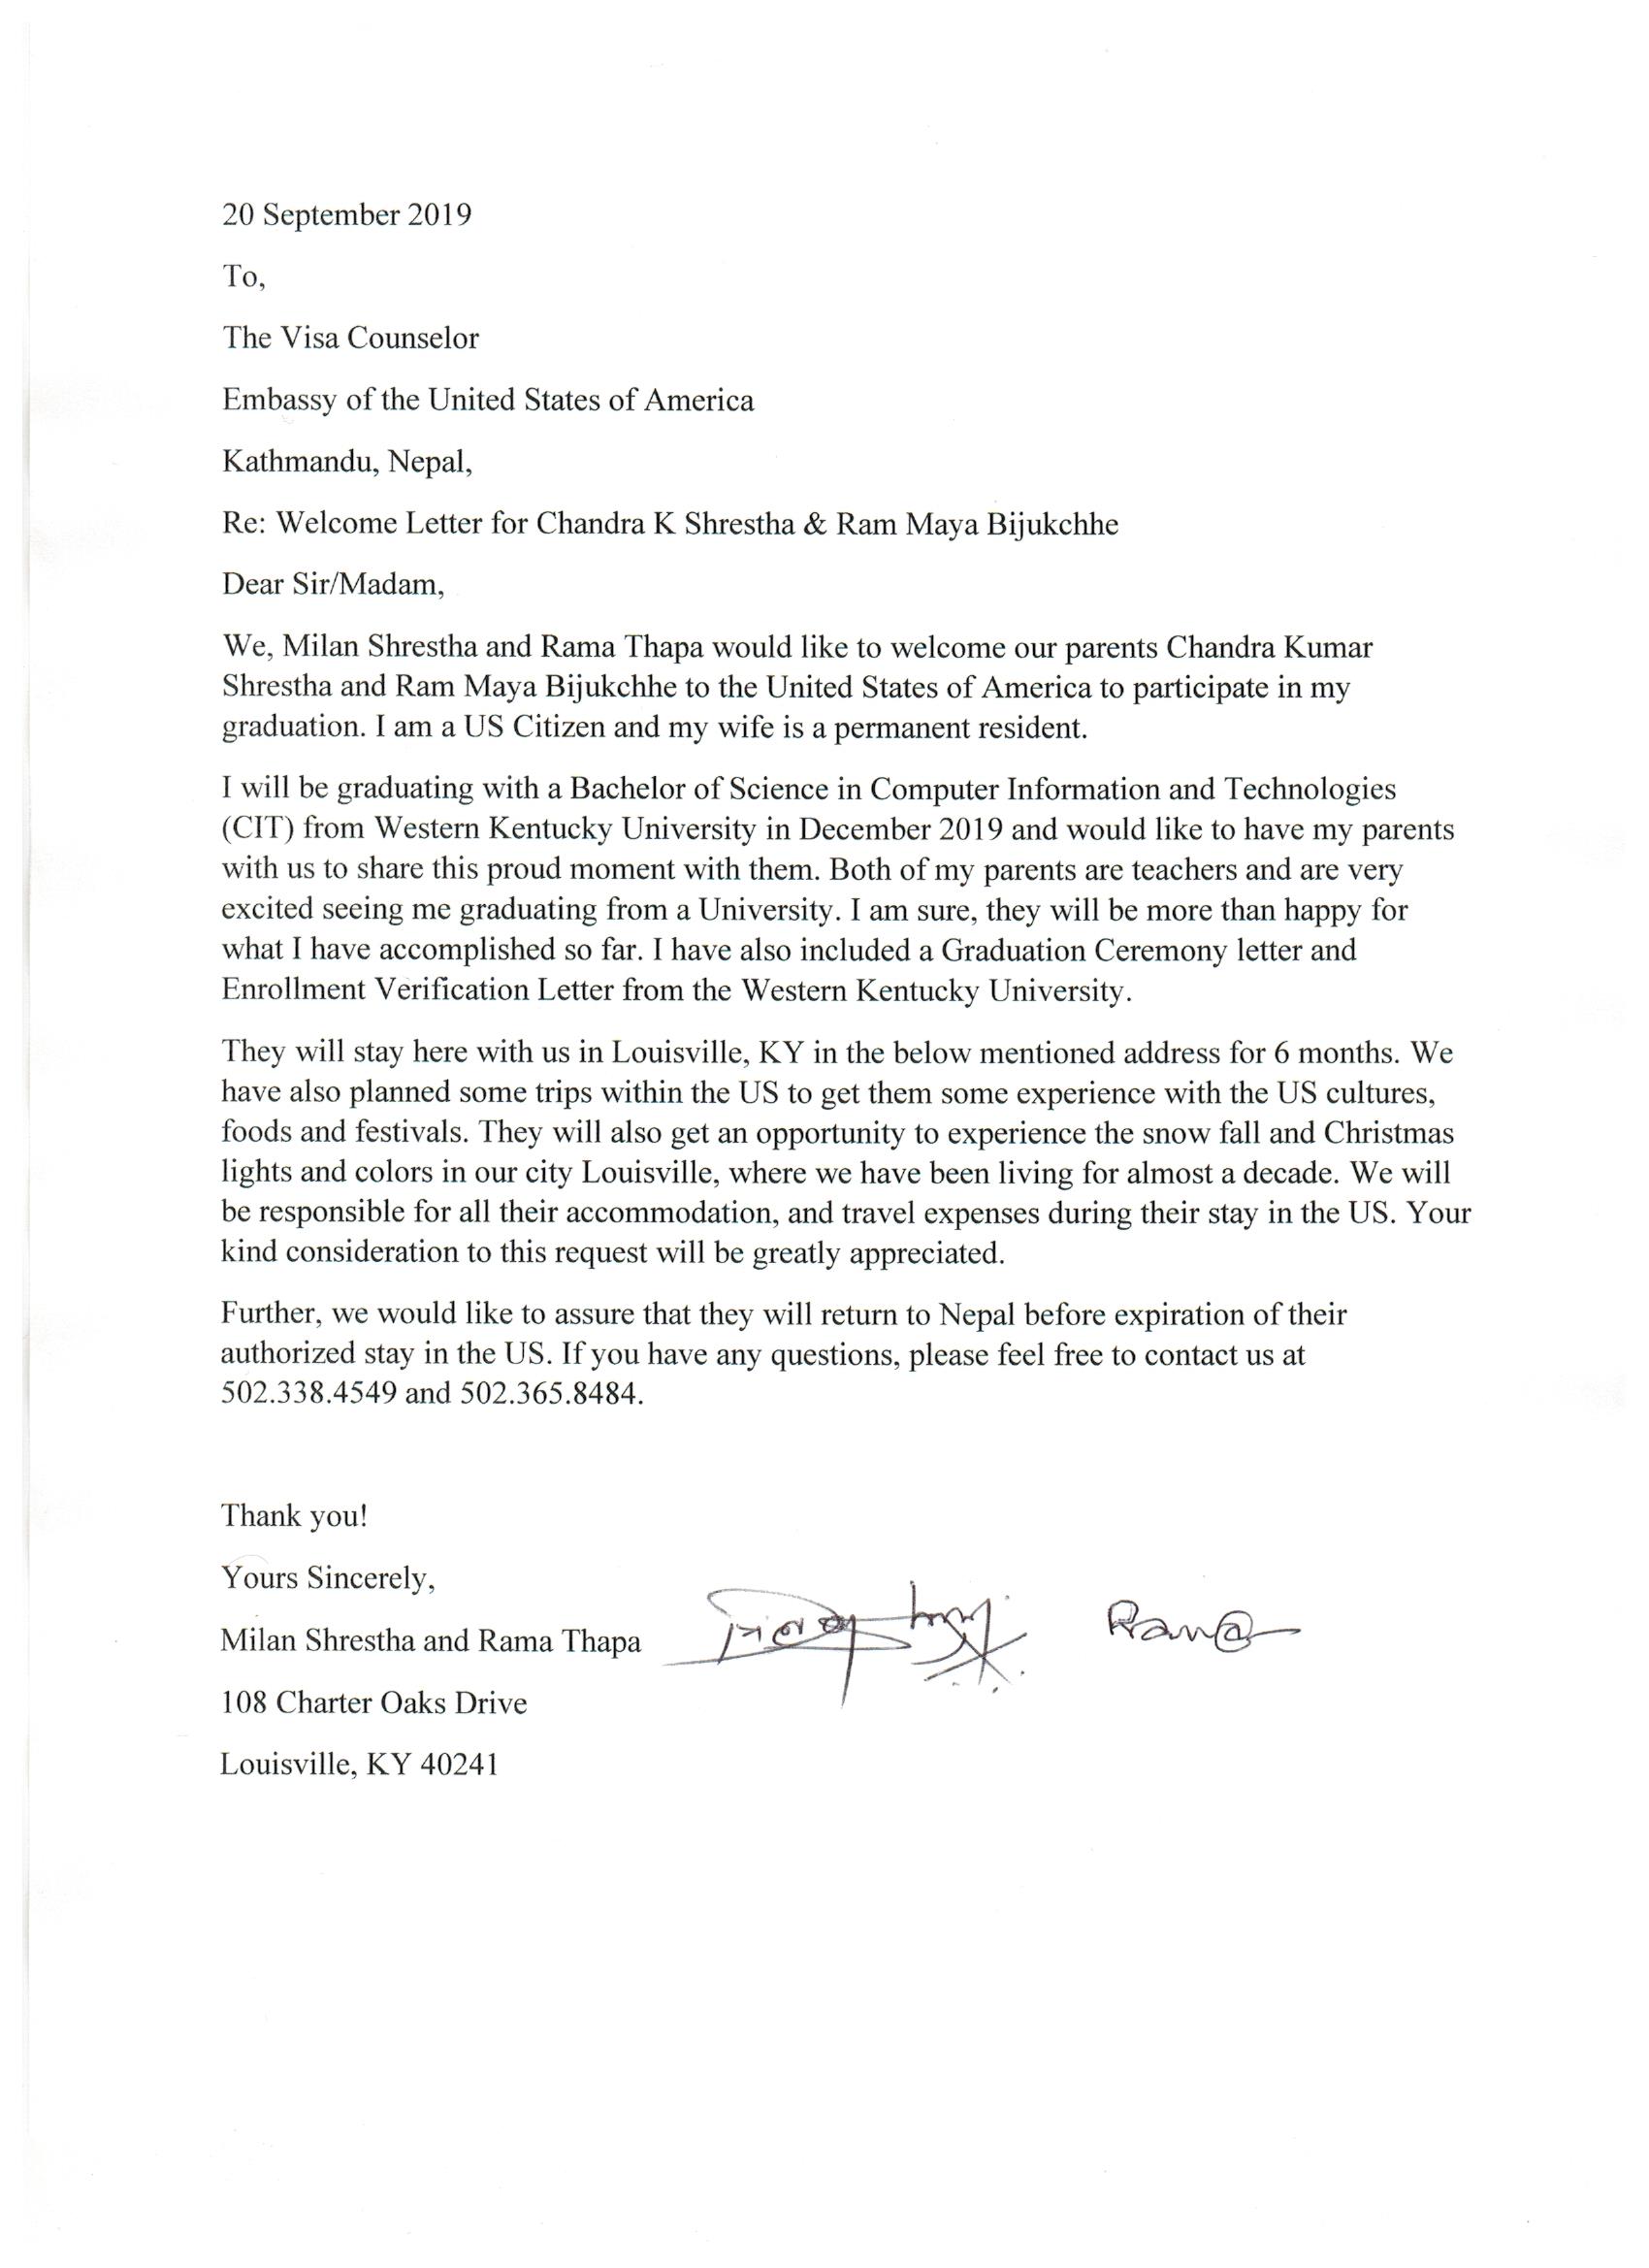 20 September 2019
To,
The Visa Counselor
Embassy of the United States of America
Kathmandu, Nepal,
Re: Welcome Letter for Chandra K Shrestha & Ram Maya Bijukchhe
Dear Sir/Madam,
We, Milan Shrestha and Rama Thapa would like to welcome our parents Chandra Kumar
Shrestha and Ram Maya Bijukchhe to the United States of America to participate in my
graduation. I am a US Citizen and my wife is a permanent resident.
I will be graduating with a Bachelor of Science in Computer Information and Technologies
(CIT) from Western Kentucky University in December 2019 and would like to have my parents
with us to share this proud moment with them. Both of my parents are teachers and are very
excited seeing me graduating from a University. I am sure, they will be more than happy for
what I have accomplished so far. I have also included a Graduation Ceremony letter and
Enrollment Verification Letter from the Western Kentucky University.
They will stay here with us in Louisville, KY in the below mentioned address for 6 months. We
have also planned some trips within the US to get them some experience with the US cultures,
foods and festivals. They will also get an opportunity to experience the snow fall and Christmas
lights and colors in our city Louisville, where we have been living for almost a decade. We will
be responsible for all their accommodation, and travel expenses during their stay in the US. Your
kind consideration to this request will be greatly appreciated.
Further, we would like to assure that they will return to Nepal before expiration of their
authorized stay in the US. If you have any questions, please feel free to contact us at
502.338.4549 and 502.365.8484.
Thank you!
Yours Sincerely,
Milan Shrestha and Rama Thapa Rama
108 Charter Oaks Drive
Louisville, KY 40241